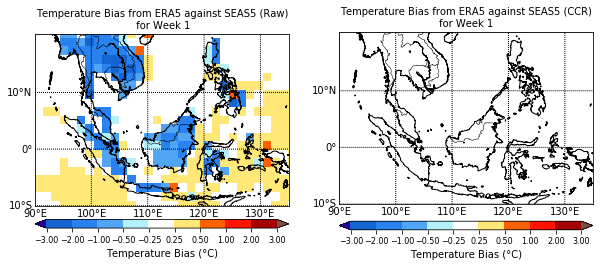 Temperature Bias from ERA5 against SEAS5 (Raw)
for Week 1
10°N
0°
10°S
90°E 100°E 110°E 120°E 130°E
−3.00 −2.00 −1.00 −0.50 −0.25 0.25 0.50 1.00 2.00 3.00
Temperature Bias (°C)
Temperature Bias from ERA5 against SEAS5 (CCR)
for Week 1
10°N
0°
10°S
90°E 100°E 110°E 120°E 130°E
−3.00 −2.00 −1.00 −0.50 −0.25 0.25 0.50 1.00 2.00 3.00
Temperature Bias (°C)